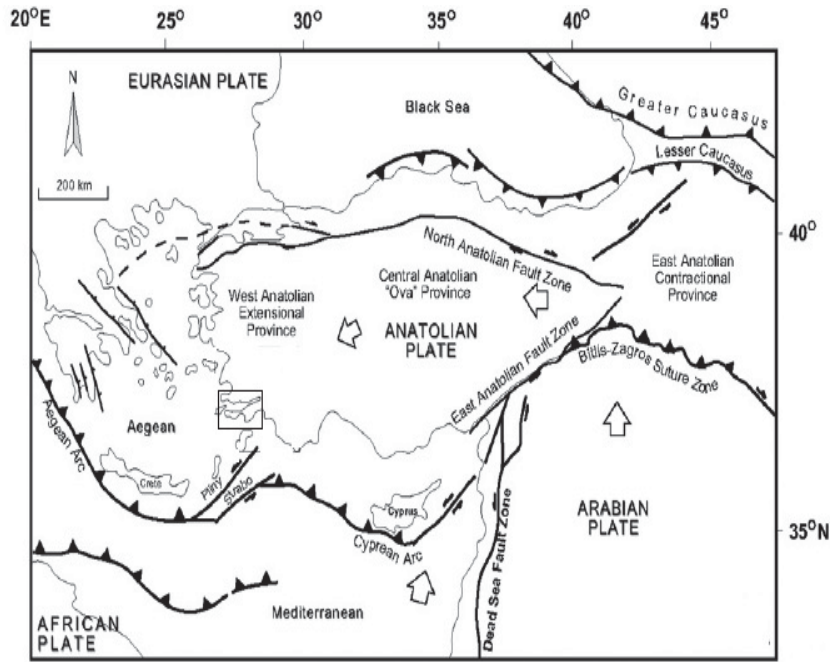 20°E
25°
30°
35°
40°
45°
EURASIAN PLATE
N
200 km
Black Sea
Greater Caucasus
Lesser Caucasus
40°
North Anatolian Fault Zone
East Anatolian
Contractional
Province
Central Anatolian
"Ova" Province
West Anatolian
Extensional
Province
ANATOLIAN
PLATE
East Anatolian Fault Zone
Bitlis-Zagros Suture Zone
Aegean Arc
Aegean
Crete
Pliny
Strabo
Cyprus
Cyprean Arc
Dead Sea Fault Zone
ARABIAN
PLATE
35°N
Mediterranean
AFRICAN
PLATE